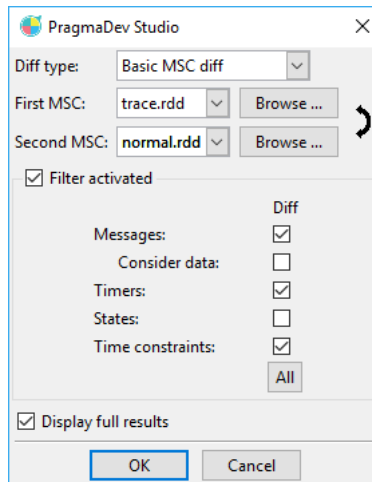 PragmaDev Studio
Diff type: Basic MSC diff
First MSC: trace.rdd Browse ...
Second MSC: normal.rdd Browse ...
Filter activated
Diff
Messages:
Consider data:
Timers:
States:
Time constraints:
All
Display full results
OK Cancel